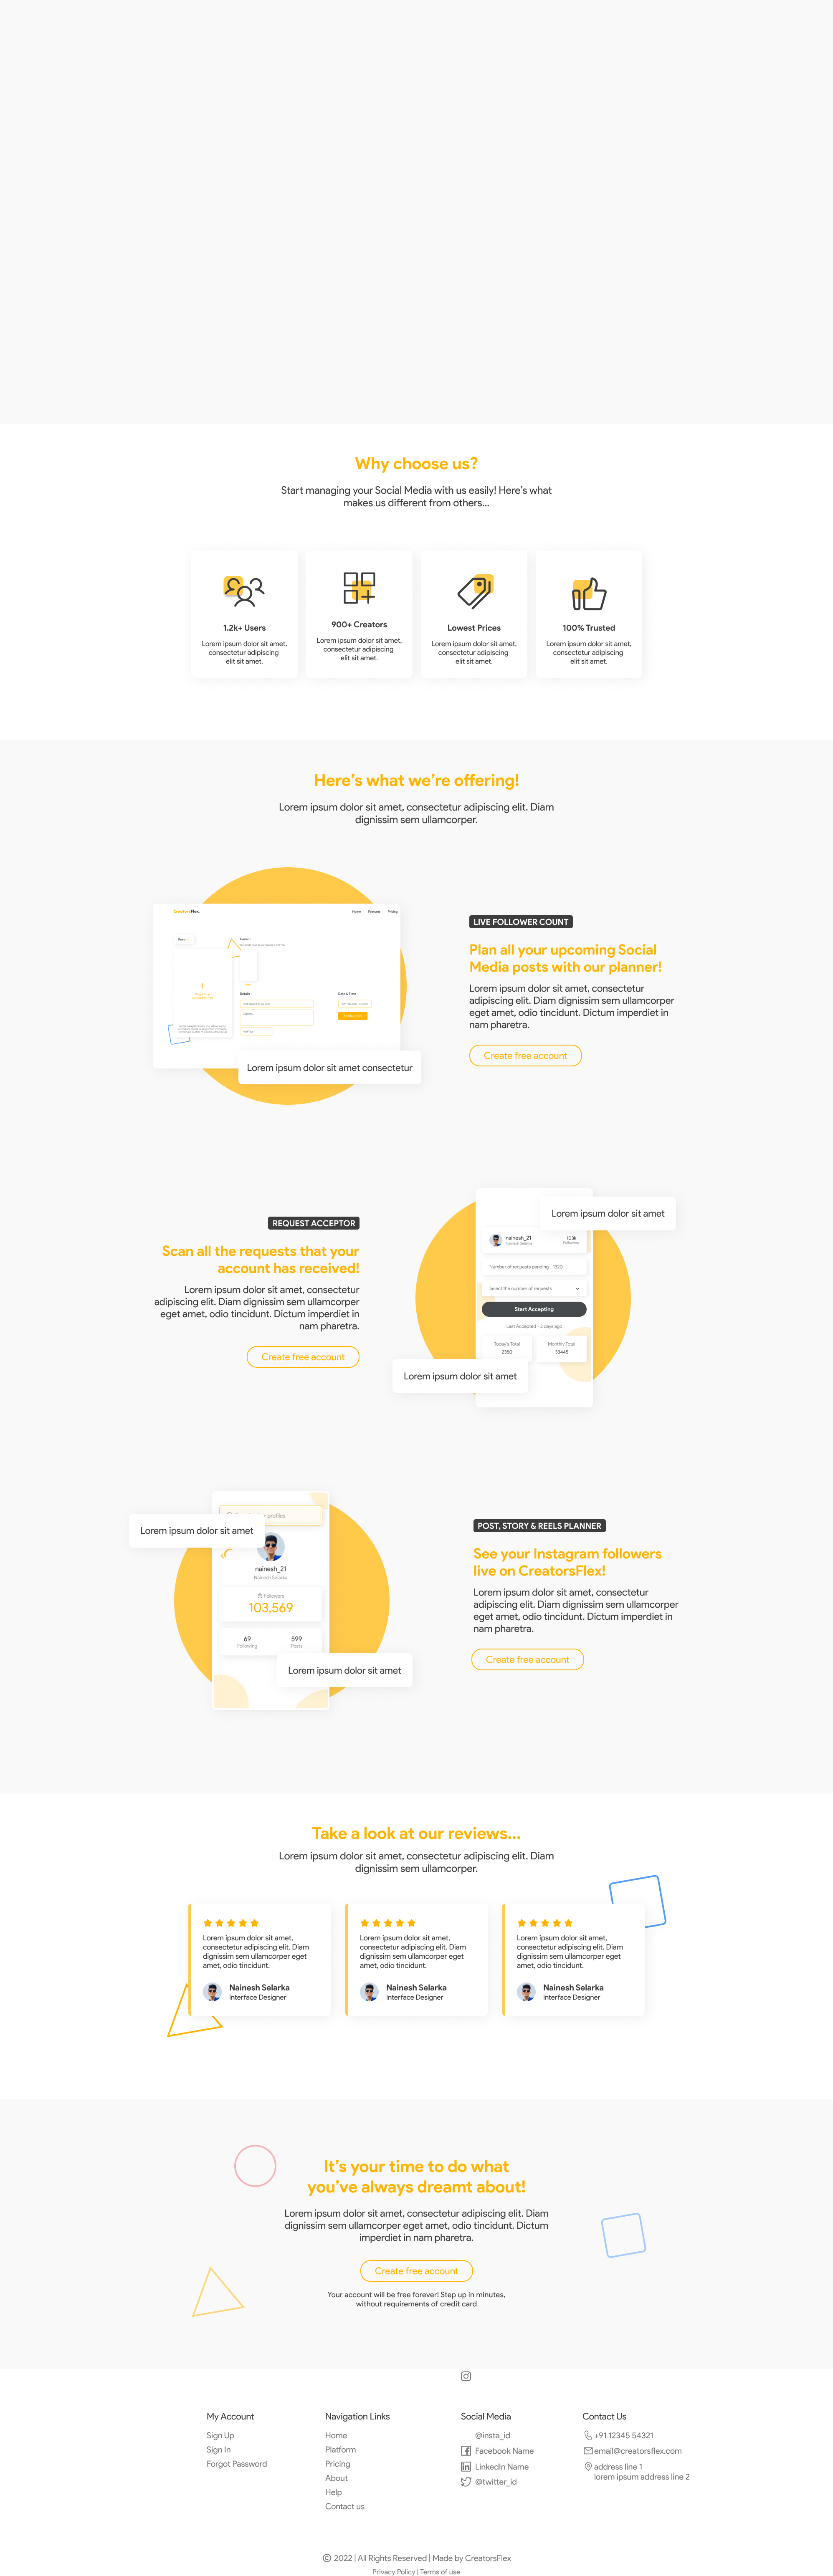 Why choose us?
Start managing your Social Media with us easily! Here's what
makes us different from others...
1.2k+ Users
Lorem ipsum dolor sit amet,
consectetur adipiscing
elit sit amet.
900+ Creators
Lorem ipsum dolor sit amet,
consectetur adipiscing
elit sit amet.
Lowest Prices
Lorem ipsum dolor sit amet,
consectetur adipiscing
elit sit amet.
100% Trusted
Lorem ipsum dolor sit amet,
consectetur adipiscing
elit sit amet.
Here's what we're offering!
Lorem ipsum dolor sit amet, consectetur adipiscing elit. Diam
dignissim sem ullamcorper.
CreatorsFlex.
Home Features Pricing
Lorem ipsum dolor sit amet consectetur
LIVE FOLLOWER COUNT
Plan all your upcoming Social
Media posts with our planner!
Lorem ipsum dolor sit amet, consectetur
adipiscing elit. Diam dignissim sem ullamcorper
eget amet, odio tincidunt. Dictum imperdiet in
nam pharetra.
Create free account
REQUEST ACCEPTOR
Scan all the requests that your
account has received!
Lorem ipsum dolor sit amet, consectetur
adipiscing elit. Diam dignissim sem ullamcorper
eget amet, odio tincidunt. Dictum imperdiet in
nam pharetra.
Create free account
Lorem ipsum dolor sit amet
nainesh_21
Nainesh Selarka
103k
Followers
Number of requests pending - 1320
Select the number of requests
Start Accepting
Last Accepted - 2 days ago
Today's Total
2350
Monthly Total
33445
Lorem ipsum dolor sit amet
profiles
Lorem ipsum dolor sit amet
nainesh_21
Nainesh Selarka
Followers
103,569
69
Following
599
Posts
Lorem ipsum dolor sit amet
POST, STORY & REELS PLANNER
See your Instagram followers
live on CreatorsFlex!
Lorem ipsum dolor sit amet, consectetur
adipiscing elit. Diam dignissim sem ullamcorper
eget amet, odio tincidunt. Dictum imperdiet in
nam pharetra.
Create free account
Take a look at our reviews...
Lorem ipsum dolor sit amet, consectetur adipiscing elit. Diam
dignissim sem ullamcorper.
Lorem ipsum dolor sit amet,
consectetur adipiscing elit. Diam
dignissim sem ullamcorper eget
amet, odio tincidunt.
Nainesh Selarka
Interface Designer
Lorem ipsum dolor sit amet,
consectetur adipiscing elit. Diam
dignissim sem ullamcorper eget
amet, odio tincidunt.
Nainesh Selarka
Interface Designer
Lorem ipsum dolor sit amet,
consectetur adipiscing elit. Diam
dignissim sem ullamcorper eget
amet, odio tincidunt.
Nainesh Selarka
Interface Designer
It's your time to do what
you've always dreamt about!
Lorem ipsum dolor sit amet, consectetur adipiscing elit. Diam
dignissim sem ullamcorper eget amet, odio tincidunt. Dictum
imperdiet in nam pharetra.
Create free account
Your account will be free forever! Step up in minutes,
without requirements of credit card
My Account
Sign Up
Sign In
Forgot Password
Navigation Links
Home
Platform
Pricing
About
Help
Contact us
Social Media
@insta_id
Facebook Name
LinkedIn Name
@twitter_id
Contact Us
+91 12345 54321
email@creatorsflex.com
address line 1
lorem ipsum address line 2
© 2022 | All Rights Reserved | Made by CreatorsFlex
Privacy Policy | Terms of use